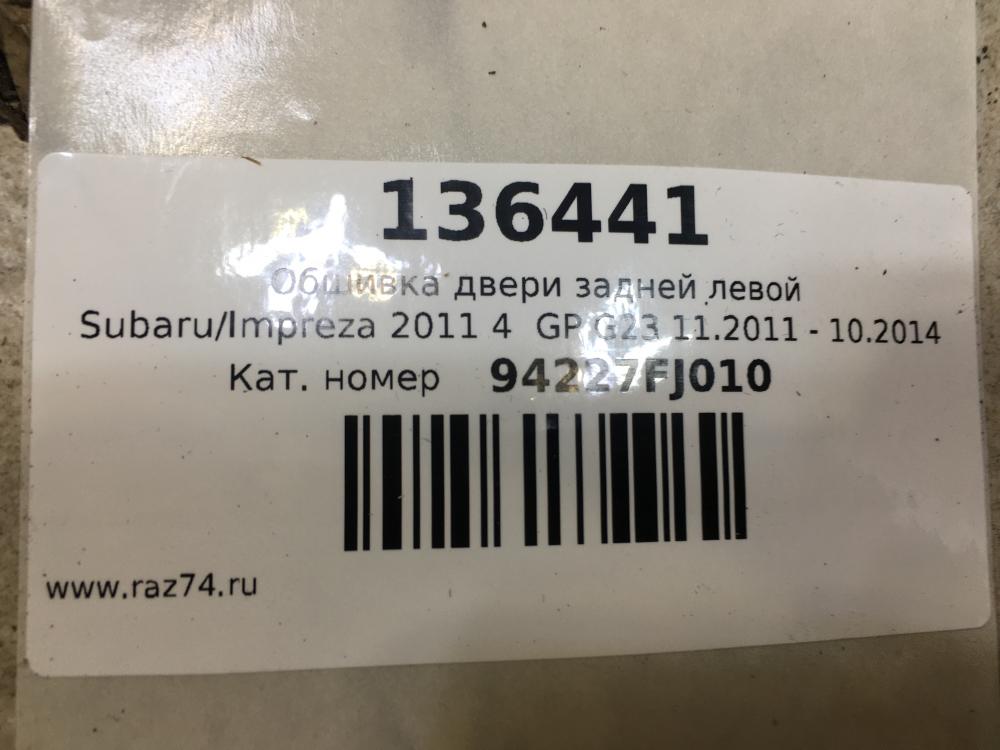 136441
Обшивка двери задней левой
Subaru/Impreza 2011 4 GP G23 11.2011 - 10.2014
Кат. номер 94227FJ010
www.raz74.ru